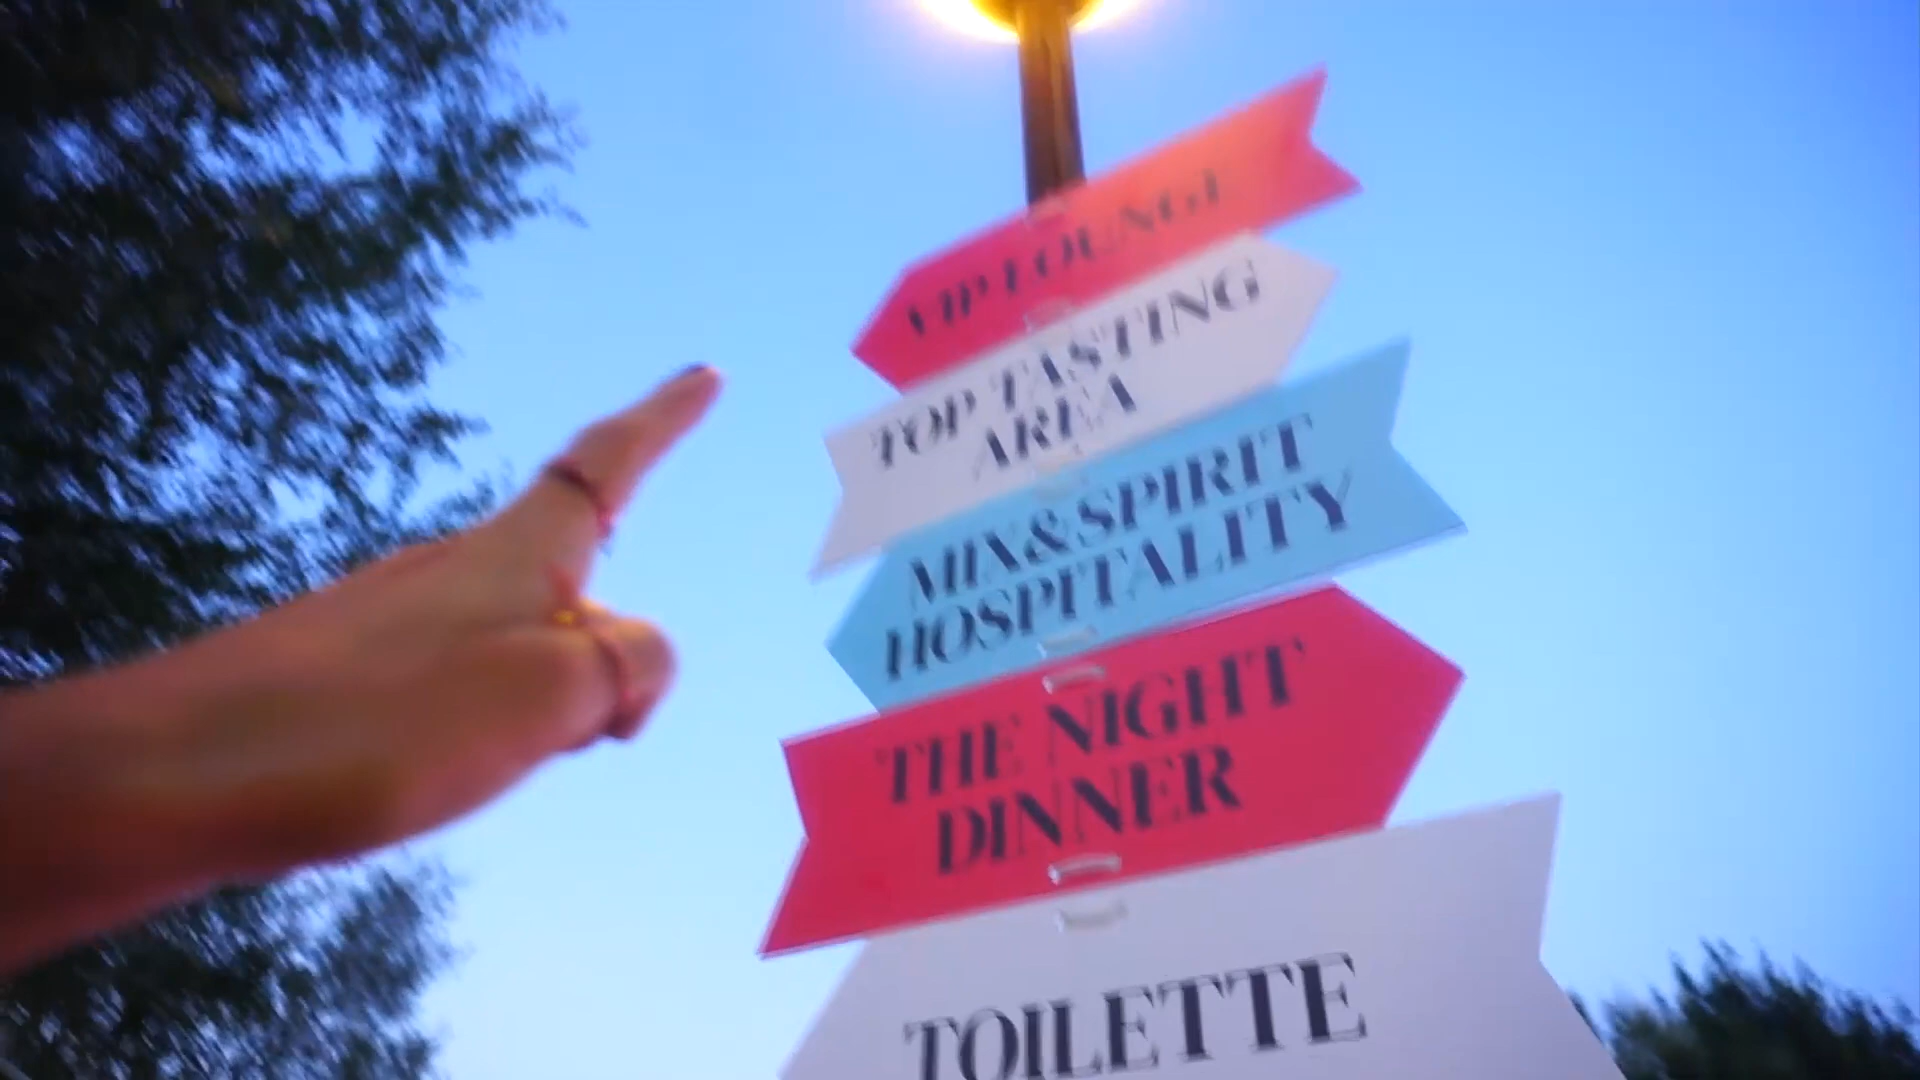 VIP LOUNGE
TOP TASTING
AREA
MIX&SPIRIT
HOSPITALITY
THE NIGHT
DINNER
TOILETTE